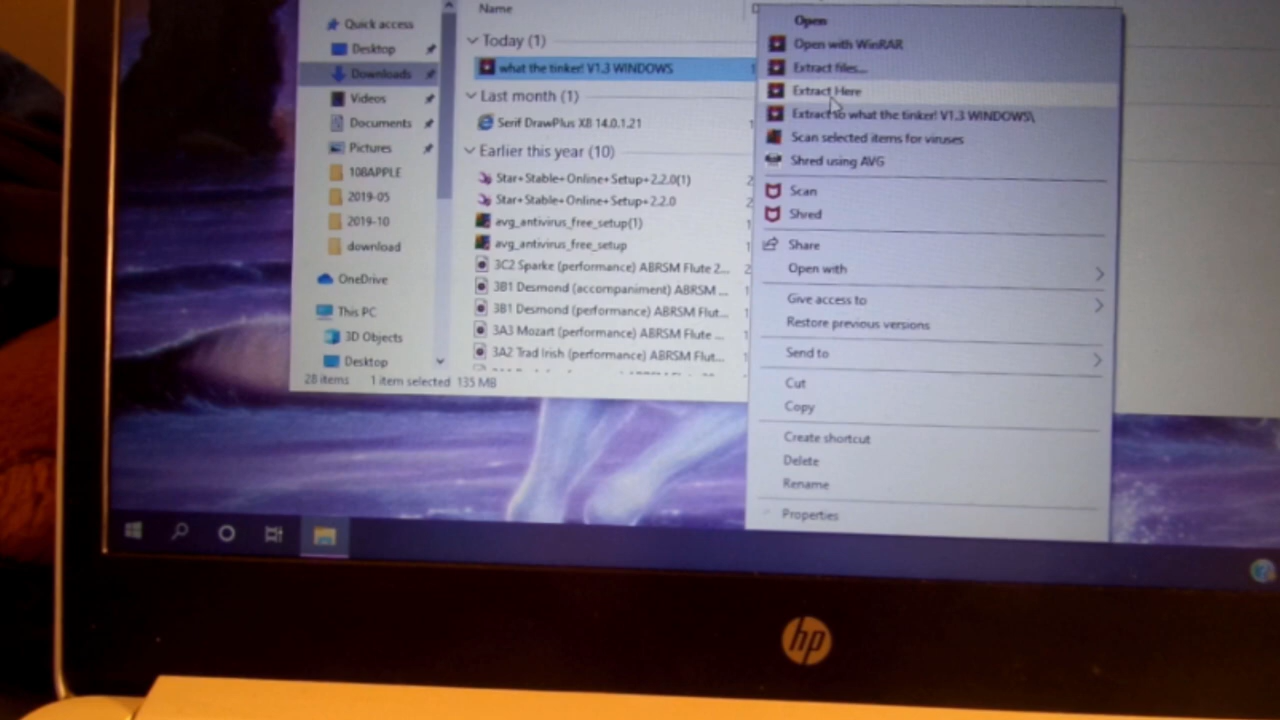 Quick access
Desktop
Downloads
Videos
Documents
Pictures
108APPLE
2019-05
2019-10
download
OneDrive
This PC
3D Objects
Desktop
28 items 1 item selected 135 MB
Name
Today (1)
what the tinker! V1.3 WINDOWS
Last month (1)
Serif DrawPlus X8 14.0.1.21
Earlier this year (10)
Star+Stable+Online+Setup+2.2.0(1)
Star+Stable+Online+Setup+2.2.0
avg_antivirus_free_setup(1)
avg_antivirus_free_setup
3C2 Sparke (performance) ABRSM Flute 2...
3B1 Desmond (accompaniment) ABRSM ...
3B1 Desmond (performance) ABRSM Flut...
3A3 Mozart (performance) ABRSM Flute ...
3A2 Trad Irish (performance) ABRSM Flut...
Open
Open with WinRAR
Extract files...
Extract Here
Extract to what the tinker! V1.3 WINDOWS\
Scan selected items for viruses
Shred using AVG
Scan
Shred
Share
Open with
Give access to
Restore previous versions
Send to
Cut
Copy
Create shortcut
Delete
Rename
Properties
hp